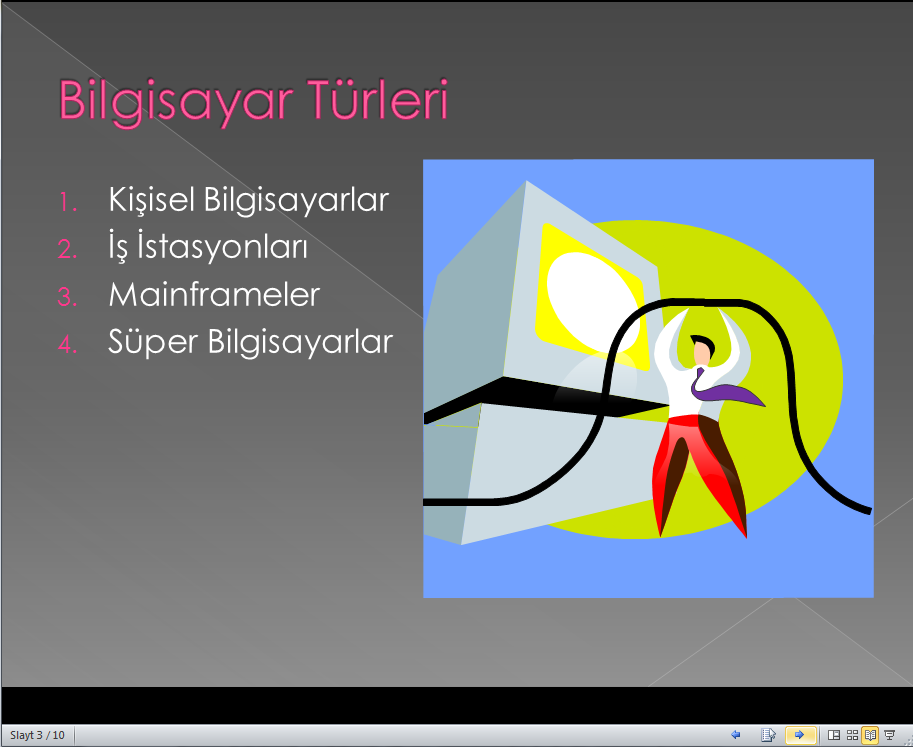 Bilgisayar Türleri
1. Kişisel Bilgisayarlar
2. İş İstasyonları
3. Mainframeler
4. Süper Bilgisayarlar
Slayt 3 / 10